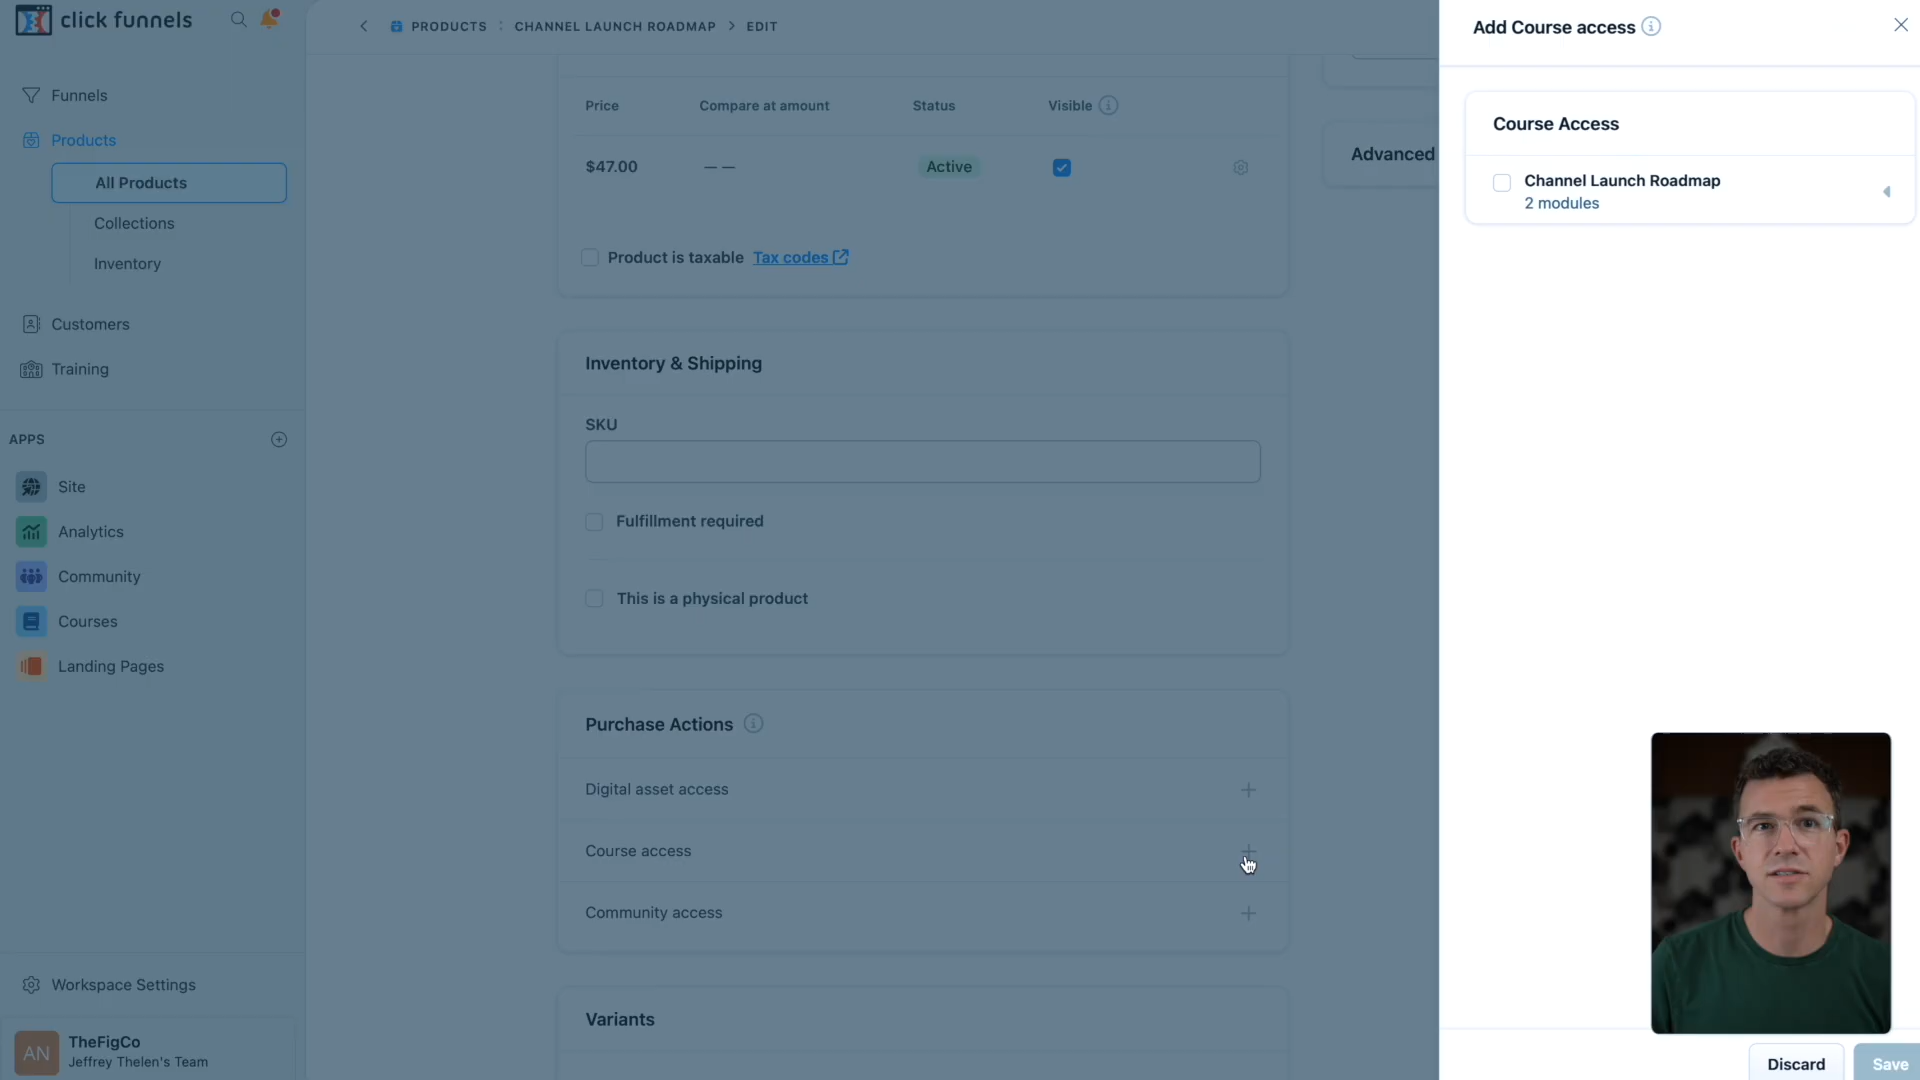 click funnels
Funnels
Products
All Products
Collections
Inventory
Customers
Training
APPS
Site
Analytics
Community
Courses
Landing Pages
Workspace Settings
AN
TheFigCo
Jeffrey Thelen's Team
PRODUCTS : CHANNEL LAUNCH ROADMAP > EDIT
Price Compare at amount Status Visible
$47.00 — — Active
Product is taxable Tax codes
Inventory & Shipping
SKU
Fulfillment required
This is a physical product
Purchase Actions
Digital asset access
Course access
Community access
Variants
Advanced
Add Course access
Course Access
Channel Launch Roadmap
2 modules
Discard Save